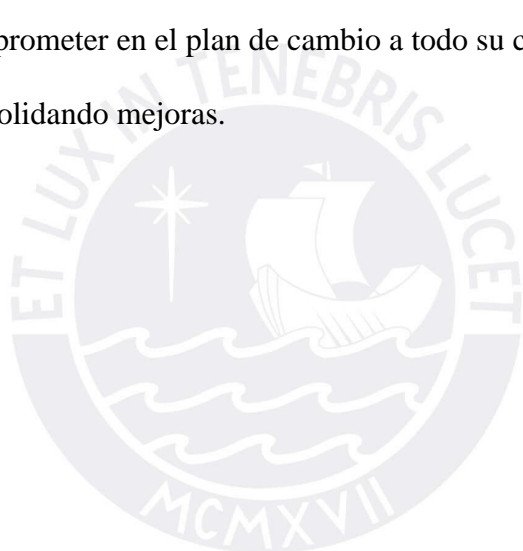 prometer en el plan de cambio a todo su c
olidando mejoras.
ET LUX IN TENEBRIS LUCET
MCMXVII